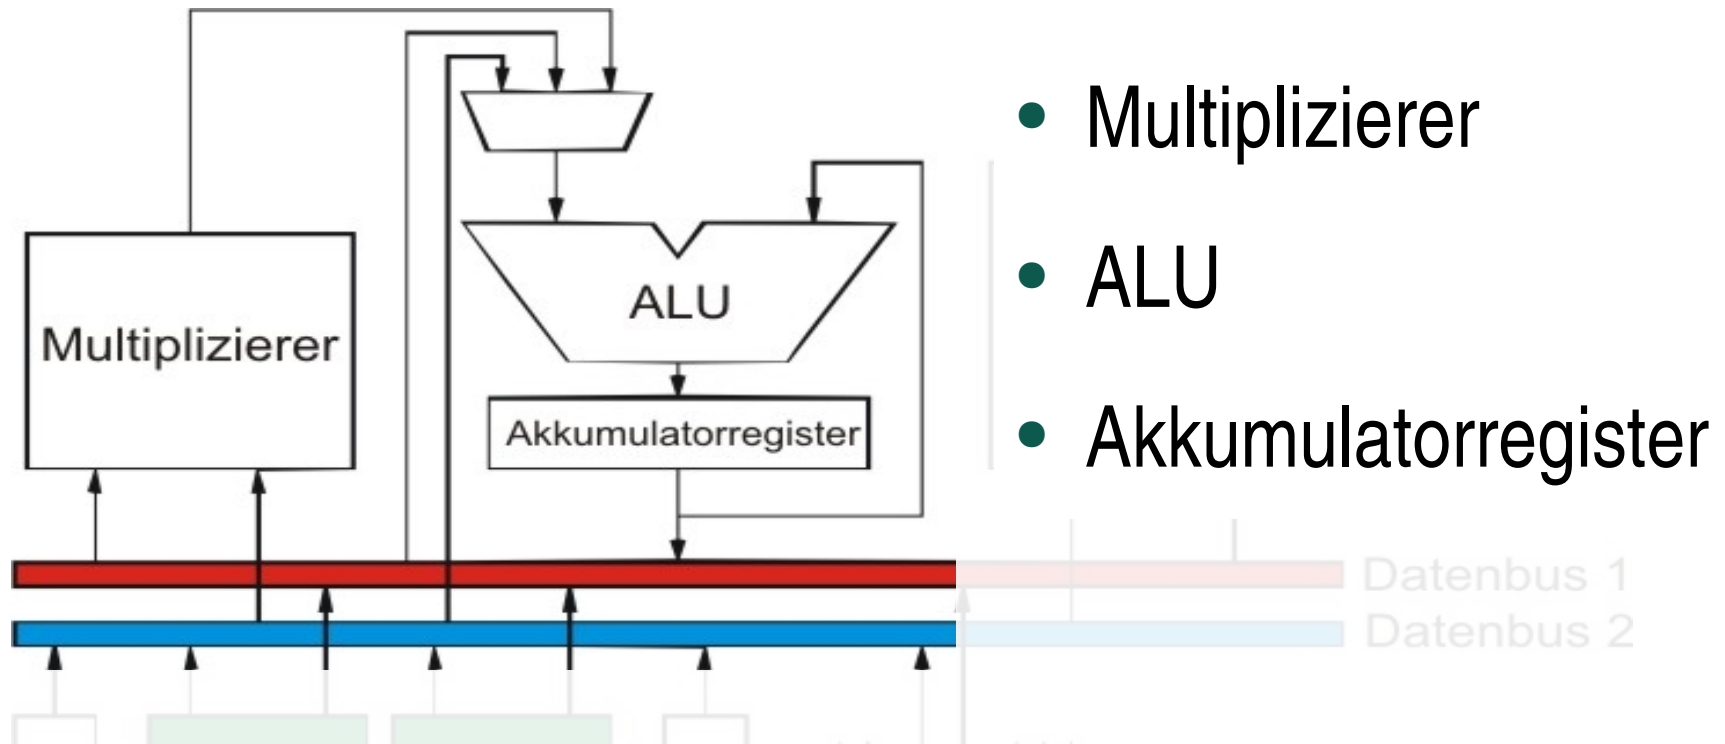 Multiplizierer
ALU
Akkumulatorregister
• Multiplizierer
• ALU
• Akkumulatorregister
Datenbus 1
Datenbus 2